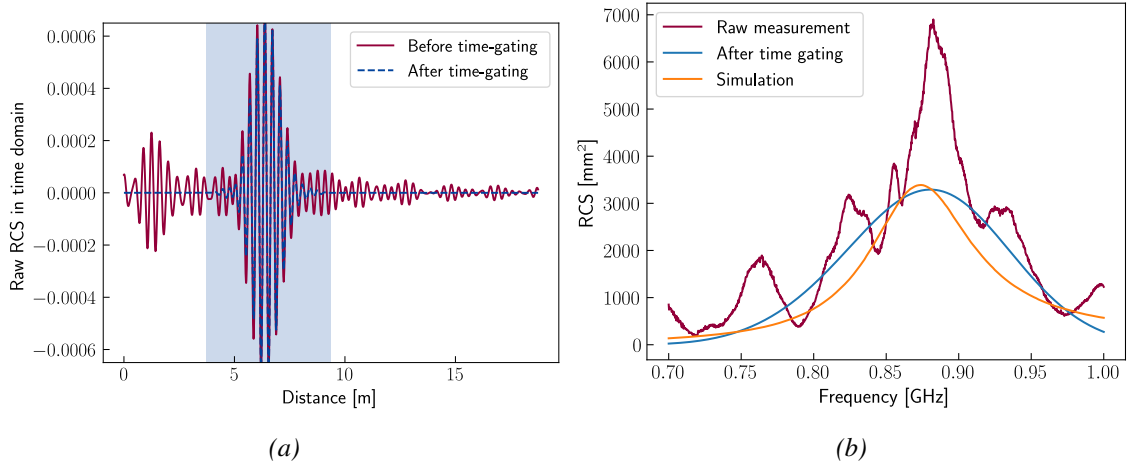 Raw RCS in time domain
0.0006
0.0004
0.0002
0.0000
−0.0002
−0.0004
−0.0006
Before time-gating
After time-gating
0 5 10 15
Distance [m]
(a)
RCS [mm²]
7000
6000
5000
4000
3000
2000
1000
0
Raw measurement
After time gating
Simulation
0.70 0.75 0.80 0.85 0.90 0.95 1.00
Frequency [GHz]
(b)